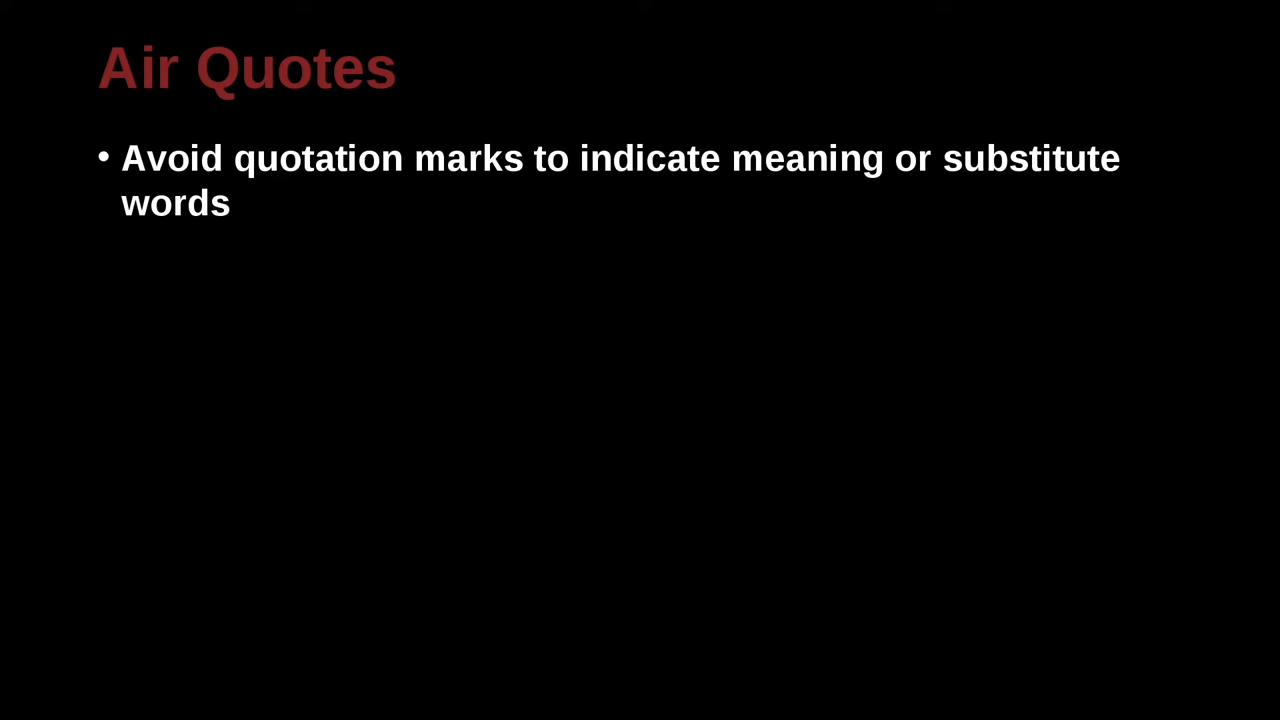 Air Quotes
• Avoid quotation marks to indicate meaning or substitute
words